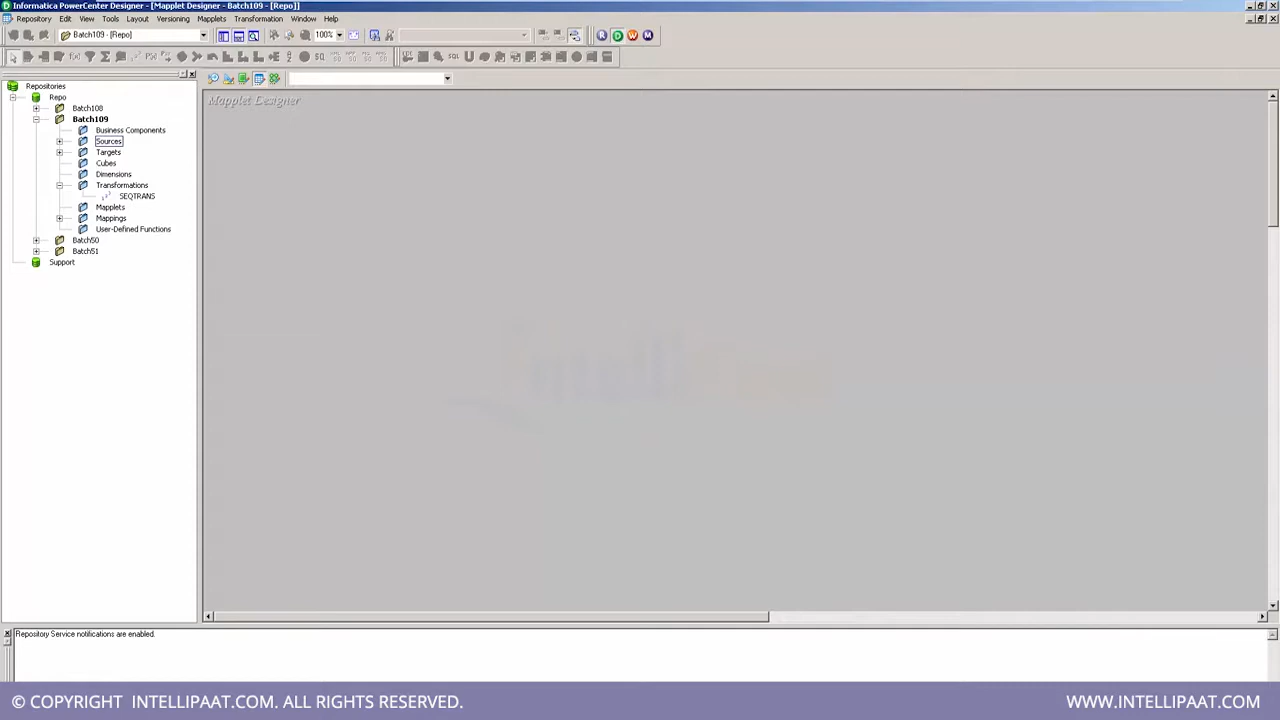 Informatica PowerCenter Designer - [Mapplet Designer - Batch109 - [Repo]]
Repository Edit View Tools Layout Versioning Mapplets Transformation Window Help
Batch109 - [Repo]
100%
R D W M
Mapplet Designer
Repositories
Repo
Batch108
Batch109
Business Components
Sources
Targets
Cubes
Dimensions
Transformations
SEQTRANS
Mapplets
Mappings
User-Defined Functions
Batch50
Batch51
Support
Repository Service notifications are enabled.
© COPYRIGHT INTELLIPAAT.COM. ALL RIGHTS RESERVED.
WWW.INTELLIPAAT.COM